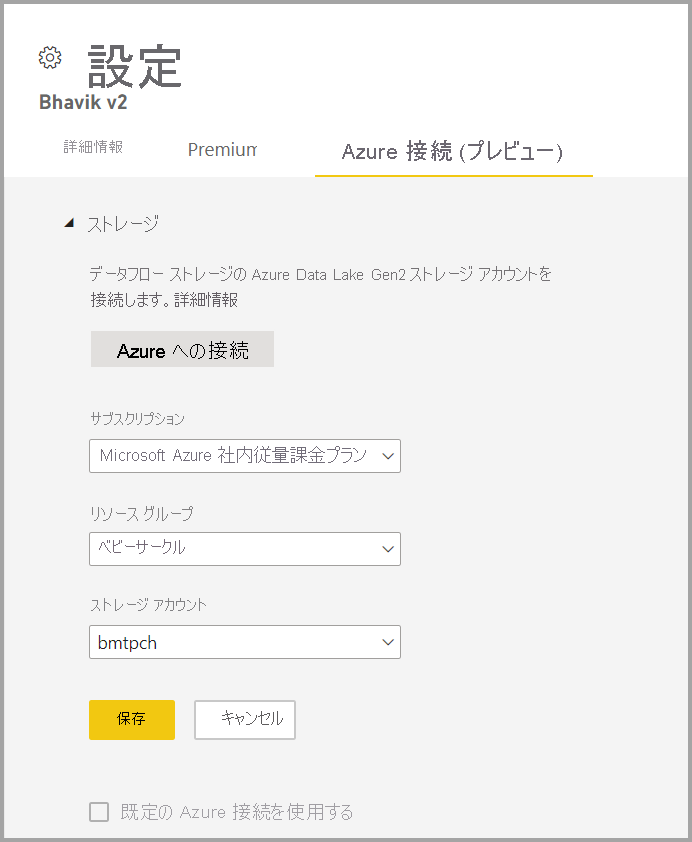 設定
Bhavik v2
詳細情報 Premium Azure 接続 (プレビュー)
ストレージ
データフロー ストレージの Azure Data Lake Gen2 ストレージ アカウントを
接続します。詳細情報
Azure への接続
サブスクリプション
Microsoft Azure 社内従量課金プラン
リソース グループ
ベビーサークル
ストレージ アカウント
bmtpch
保存 キャンセル
既定の Azure 接続を使用する